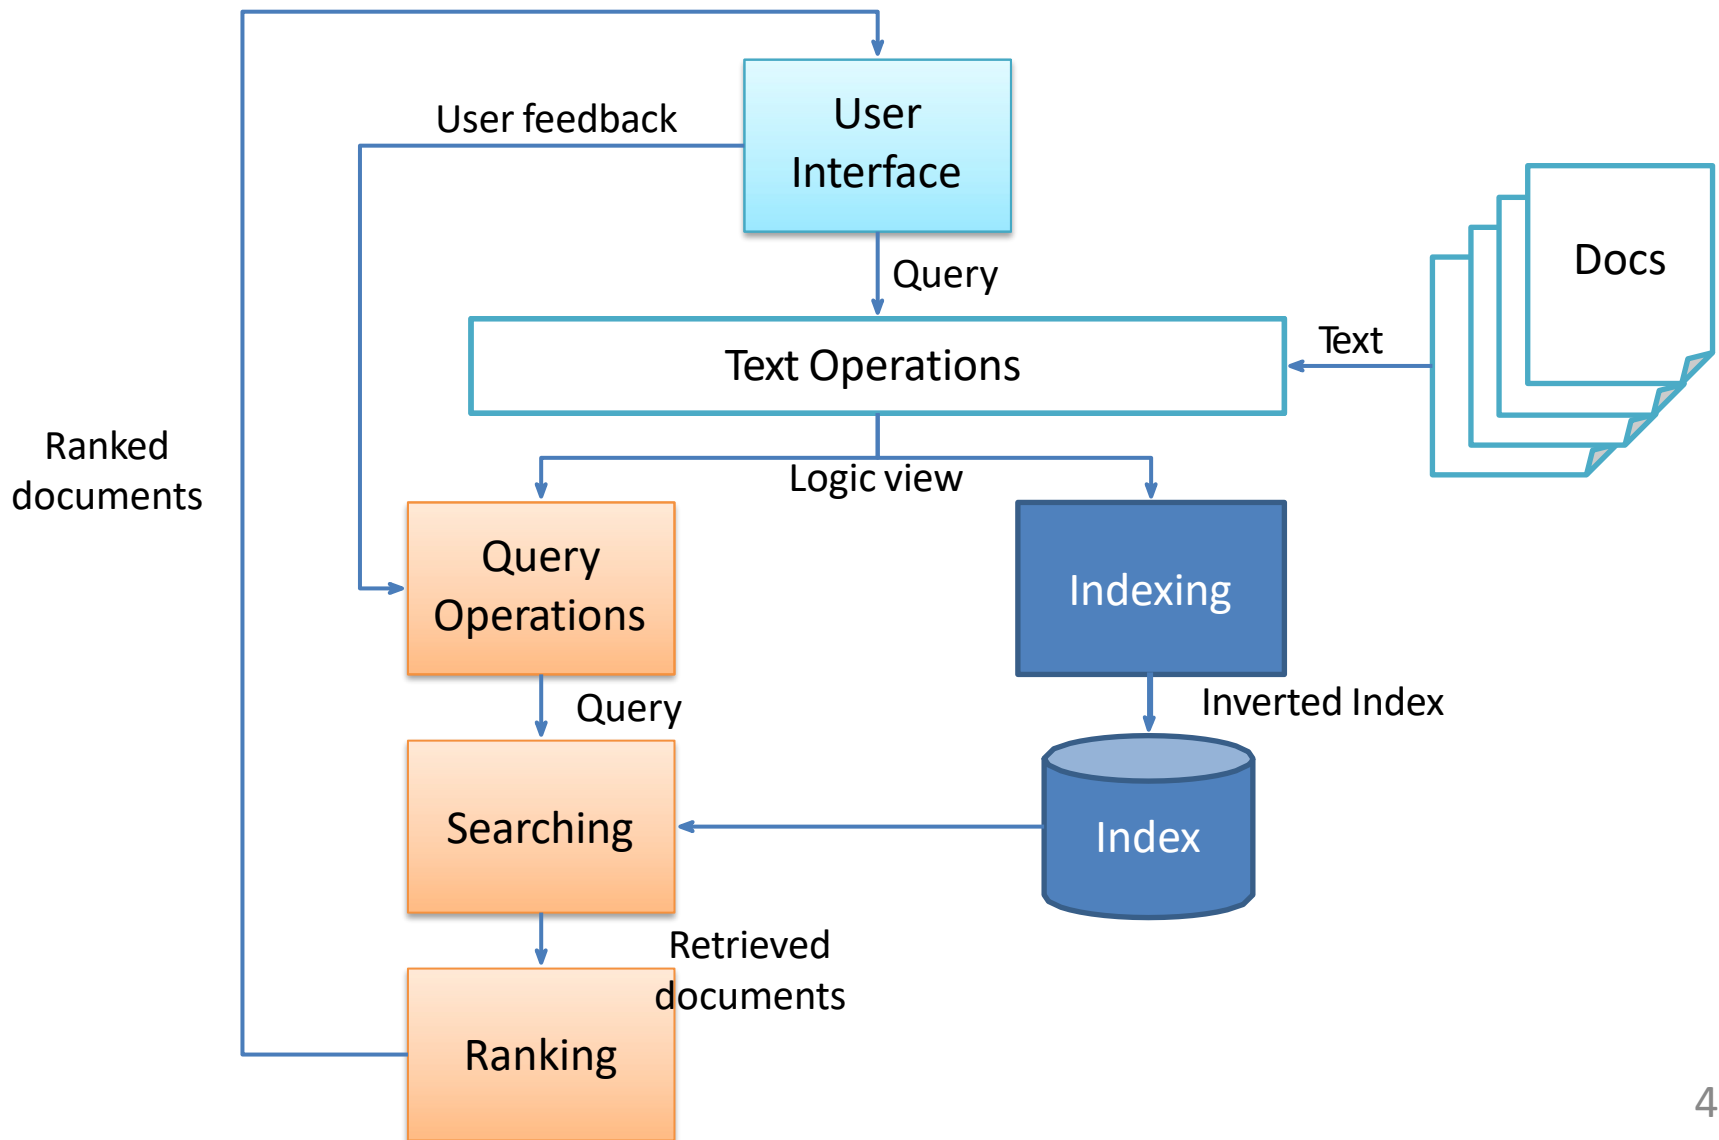 User
Interface
User feedback
Query
Docs
Text
Text Operations
Logic view
Ranked
documents
Query
Operations
Indexing
Query
Inverted Index
Searching
Index
Retrieved
documents
Ranking
4